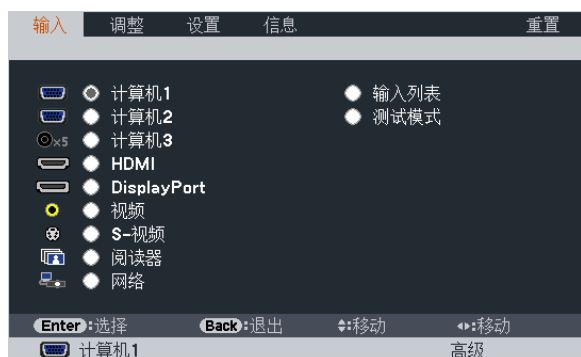 输入 调整 设置 信息 重置
计算机1 输入列表
计算机2 测试模式
×5 计算机3
HDMI
DisplayPort
视频
S-视频
阅读器
网络
Enter:选择 Back:退出 :移动 :移动
计算机1 高级